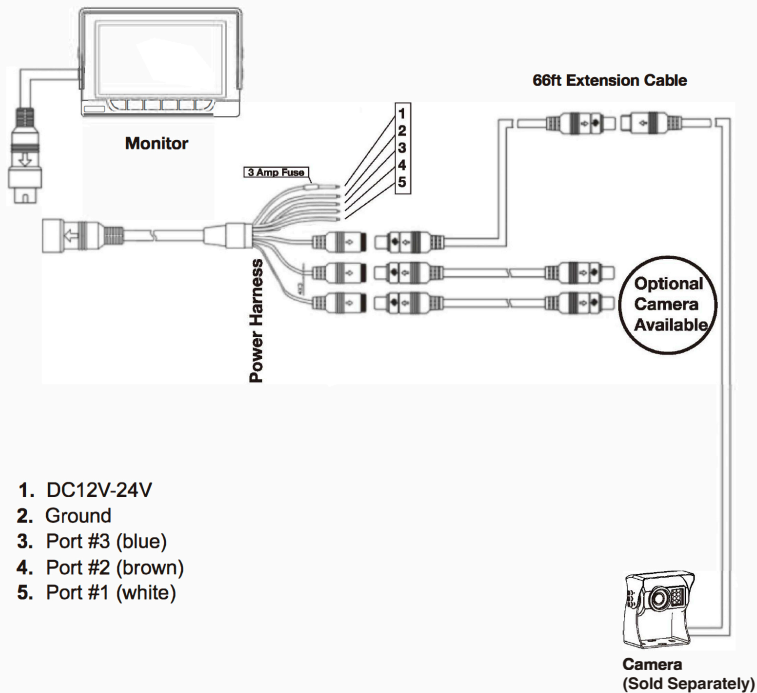 66ft Extension Cable
Monitor
3 Amp Fuse
1
2
3
4
5
Power Harness
Optional
Camera
Available
1. DC12V-24V
2. Ground
3. Port #3 (blue)
4. Port #2 (brown)
5. Port #1 (white)
Camera
(Sold Separately)